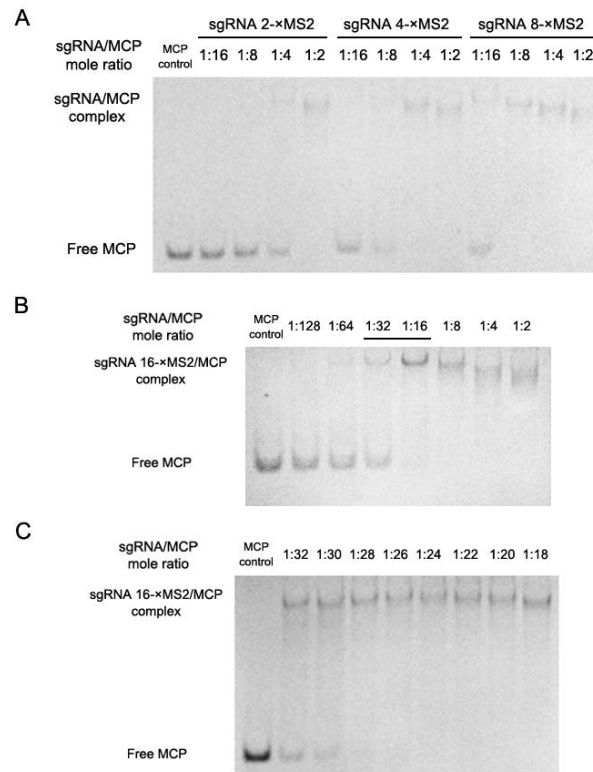 A
sgRNA 2-×MS2 sgRNA 4-×MS2 sgRNA 8-×MS2
sgRNA/MCP
mole ratio
MCP
control
1:16 1:8 1:4 1:2 1:16 1:8 1:4 1:2 1:16 1:8 1:4 1:2
sgRNA/MCP
complex
Free MCP
B
sgRNA/MCP
mole ratio
MCP
control
1:128 1:64 1:32 1:16 1:8 1:4 1:2
sgRNA 16-×MS2/MCP
complex
Free MCP
C
sgRNA/MCP
mole ratio
MCP
control
1:32 1:30 1:28 1:26 1:24 1:22 1:20 1:18
sgRNA 16-×MS2/MCP
complex
Free MCP